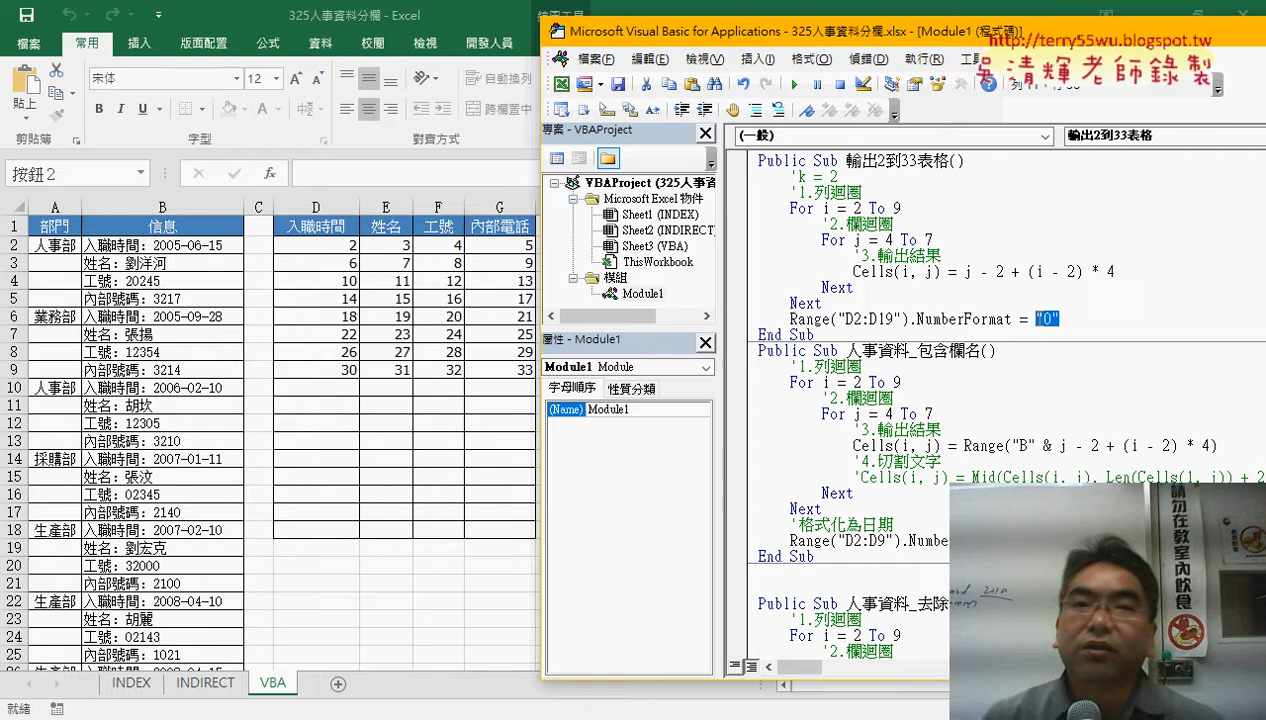 325人事資料分欄 - Excel
檔案 常用 插入 版面配置 公式 資料 校閱 檢視 開發人員
宋体 12
貼上
自動換列
跨欄置中
剪貼簿 字型 對齊方式
按鈕 2
A B C D E F G
1 部門 信息 入職時間 姓名 工號 內部電話
2 人事部 入職時間：2005-06-15 2 3 4 5
3 姓名：劉洋河 6 7 8 9
4 工號：20245 10 11 12 13
5 內部號碼：3217 14 15 16 17
6 業務部 入職時間：2005-09-28 18 19 20 21
7 姓名：張揚 22 23 24 25
8 工號：12354 26 27 28 29
9 內部號碼：3214 30 31 32 33
10 人事部 入職時間：2006-02-10
11 姓名：胡坎
12 工號：12305
13 內部號碼：3210
14 採購部 入職時間：2007-01-11
15 姓名：張汶
16 工號：02345
17 內部號碼：2140
18 生產部 入職時間：2007-02-10
19 姓名：劉宏克
20 工號：32000
21 內部號碼：2100
22 生產部 入職時間：2008-04-10
23 姓名：胡麗
24 工號：02143
25 內部號碼：1021
INDEX INDIRECT VBA
就緒
Microsoft Visual Basic for Applications - 325人事資料分欄.xlsx - [Module1 (程式碼)]
http://terry55wu.blogspot.tw
吳清輝老師錄製
檔案(F) 編輯(E) 檢視(V) 插入(I) 格式(O) 偵錯(D) 執行(R)
專案 - VBAProject
VBAProject (325人事資
Microsoft Excel 物件
Sheet1 (INDEX)
Sheet2 (INDIRECT
Sheet3 (VBA)
ThisWorkbook
模組
Module1
屬性 - Module1
Module1 Module
字母順序 性質分類
(Name) Module1
(一般) 輸出2到33表格
Public Sub 輸出2到33表格()
'k = 2
'1.列迴圈
For i = 2 To 9
'2.欄迴圈
For j = 4 To 7
'3.輸出結果
Cells(i, j) = j - 2 + (i - 2) * 4
Next
Next
Range("D2:D19").NumberFormat = "0"
End Sub
Public Sub 人事資料_包含欄名()
'1.列迴圈
For i = 2 To 9
'2.欄迴圈
For j = 4 To 7
'3.輸出結果
Cells(i, j) = Range("B" & j - 2 + (i - 2) * 4)
'4.切割文字
'Cells(i, j) = Mid(Cells(i, j), Len(Cells(1, j)) + 2
Next
Next
'格式化為日期
Range("D2:D9").Numbe
End Sub
Public Sub 人事資料_去除
'1.列迴圈
For i = 2 To 9
'2.欄迴圈
請勿在教室內飲食